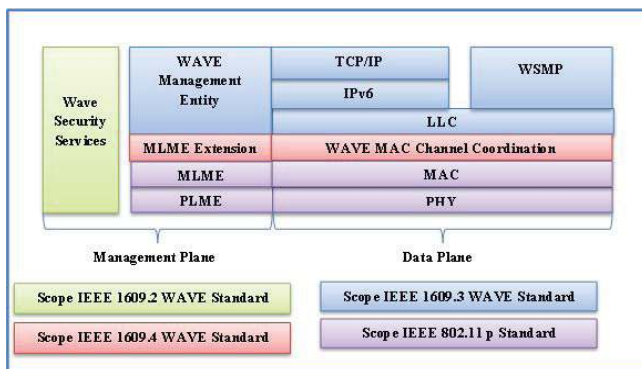 Wave
Security
Services
WAVE
Management
Entity
TCP/IP
IPv6
WSMP
LLC
MLME Extension
WAVE MAC Channel Coordination
MLME
MAC
PLME
PHY
Management Plane
Data Plane
Scope IEEE 1609.2 WAVE Standard
Scope IEEE 1609.3 WAVE Standard
Scope IEEE 1609.4 WAVE Standard
Scope IEEE 802.11 p Standard